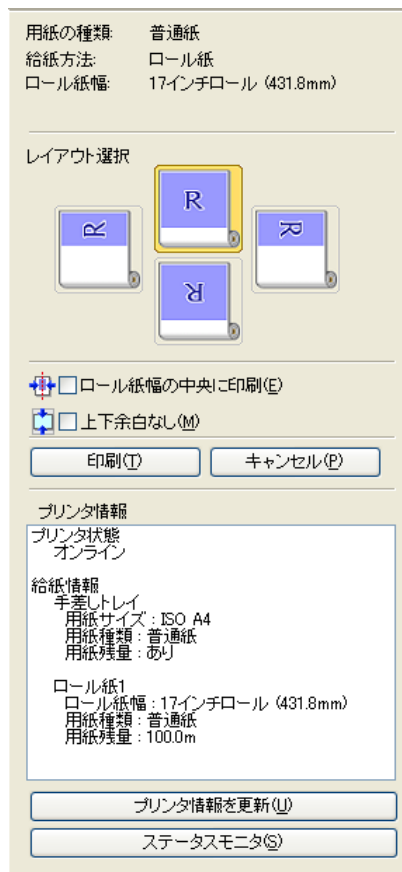 用紙の種類: 普通紙
給紙方法: ロール紙
ロール紙幅: 17インチロール (431.8mm)
レイアウト選択
R
R
R
R
ロール紙幅の中央に印刷(E)
上下余白なし(M)
印刷(T) キャンセル(P)
プリンタ情報
プリンタ状態
オンライン
給紙情報
手差しトレイ
用紙サイズ : ISO A4
用紙種類 : 普通紙
用紙残量 : あり
ロール紙1
ロール紙幅 : 17インチロール (431.8mm)
用紙種類 : 普通紙
用紙残量 : 100.0m
プリンタ情報を更新(U)
ステータスモニタ(S)